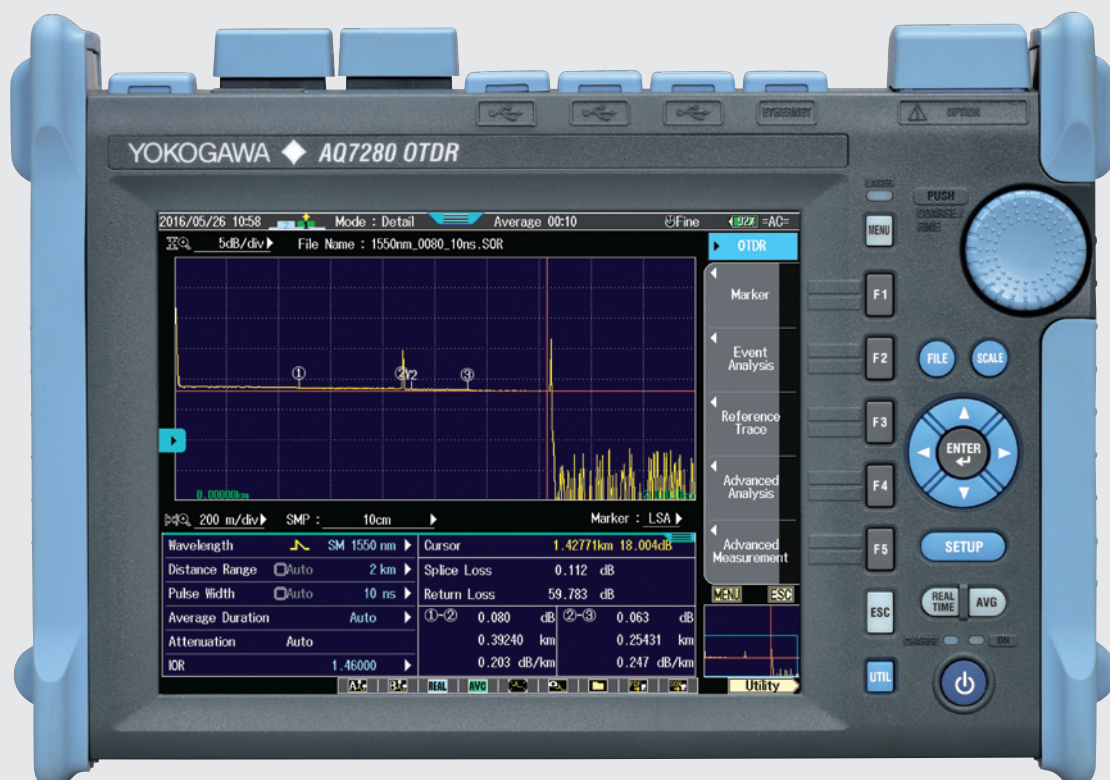 ETHERNET
OPTION
YOKOGAWA AQ7280 OTDR
LASER
PUSH
COARSE /
FINE
MENU
F1
F2
F3
F4
F5
FILE
SCALE
ENTER
SETUP
REAL TIME
AVG
ESC
CHARGE
ON
UTIL
2016/05/26 10:58 1 Mode : Detail Average 00:10 Fine 92% =AC=
5dB/div File Name : 1550nm_0080_10ns.SOR
OTDR
Marker
Event
Analysis
Reference
Trace
Advanced
Analysis
Advanced
Measurement
① ② Y2 ③
0.00000km
200 m/div SMP : 10cm Marker : LSA
Wavelength SM 1550 nm
Distance Range Auto 2 km
Pulse Width Auto 10 ns
Average Duration Auto
Attenuation Auto
IOR 1.46000
Cursor 1.42771km 18.004dB
Splice Loss 0.112 dB
Return Loss 59.783 dB
①-② 0.080 dB ②-③ 0.063 dB
0.39240 km 0.25431 km
0.203 dB/km 0.247 dB/km
MENU ESC
REAL AVG
Utility